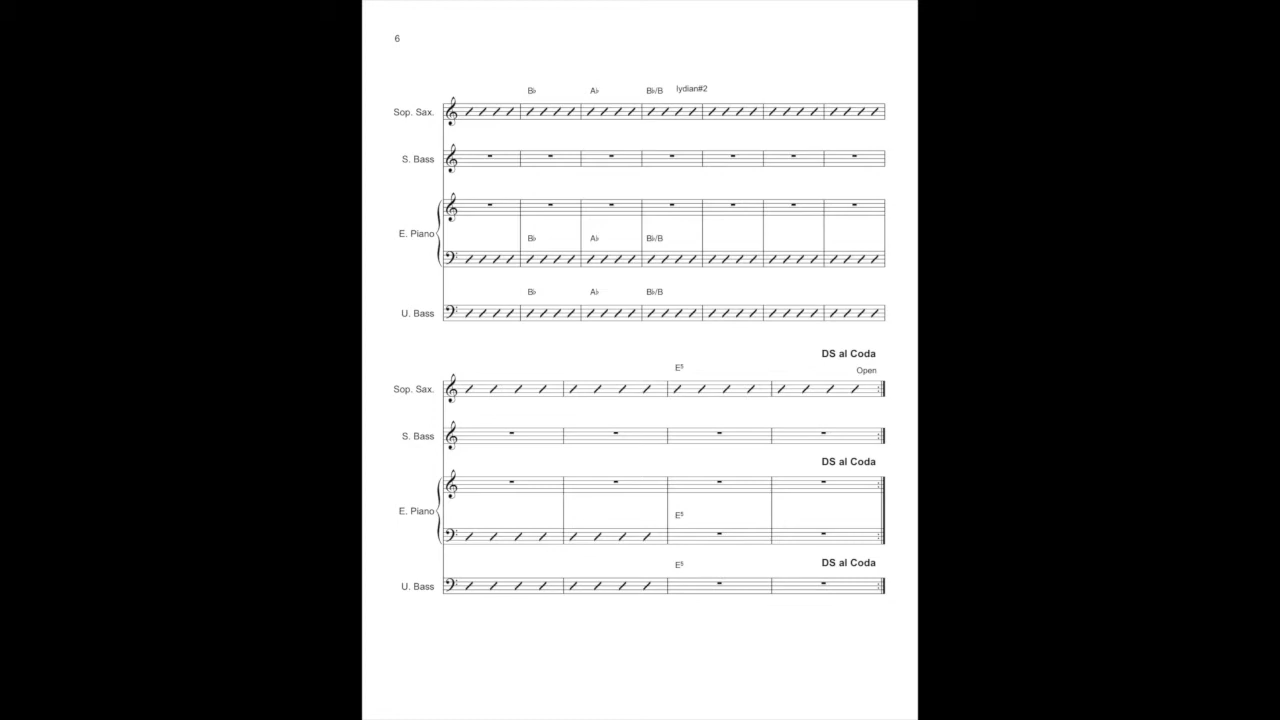 6
B♭ A♭ B♭/B lydian#2
Sop. Sax.
S. Bass
E. Piano
B♭ A♭ B♭/B
B♭ A♭ B♭/B
U. Bass
DS al Coda
E5 Open
Sop. Sax.
S. Bass
DS al Coda
E. Piano
E5
E5 DS al Coda
U. Bass